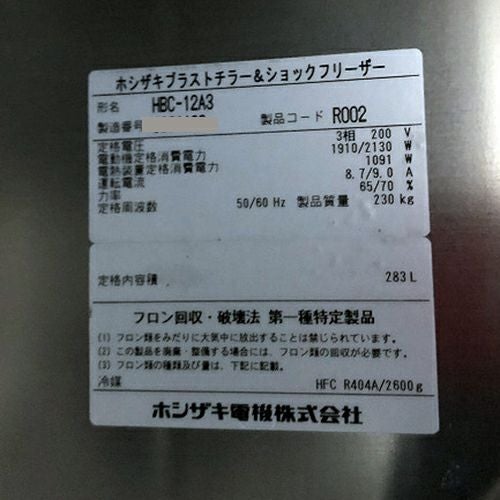 ホシザキブラストチラー&ショックフリーザー
形名 HBC-12A3
製造番号 製品コード R002
定格電圧 3相 200 V
電動機定格消費電力 1910/2130 W
電熱装置定格消費電力 1091 W
運転電流 8.7/9.0 A
力率 65/70 %
定格周波数 50/60 Hz 製品質量 230 kg
定格内容積 283 L
フロン回収・破壊法 第一種特定製品
(1) フロン類をみだりに大気中に放出することは禁じられています。
(2) この製品を廃棄・整備する場合には、フロン類の回収が必要です。
(3) フロン類の種類及び量は、下記に記載。
冷媒 HFC R404A/2600g
ホシザキ電機株式会社